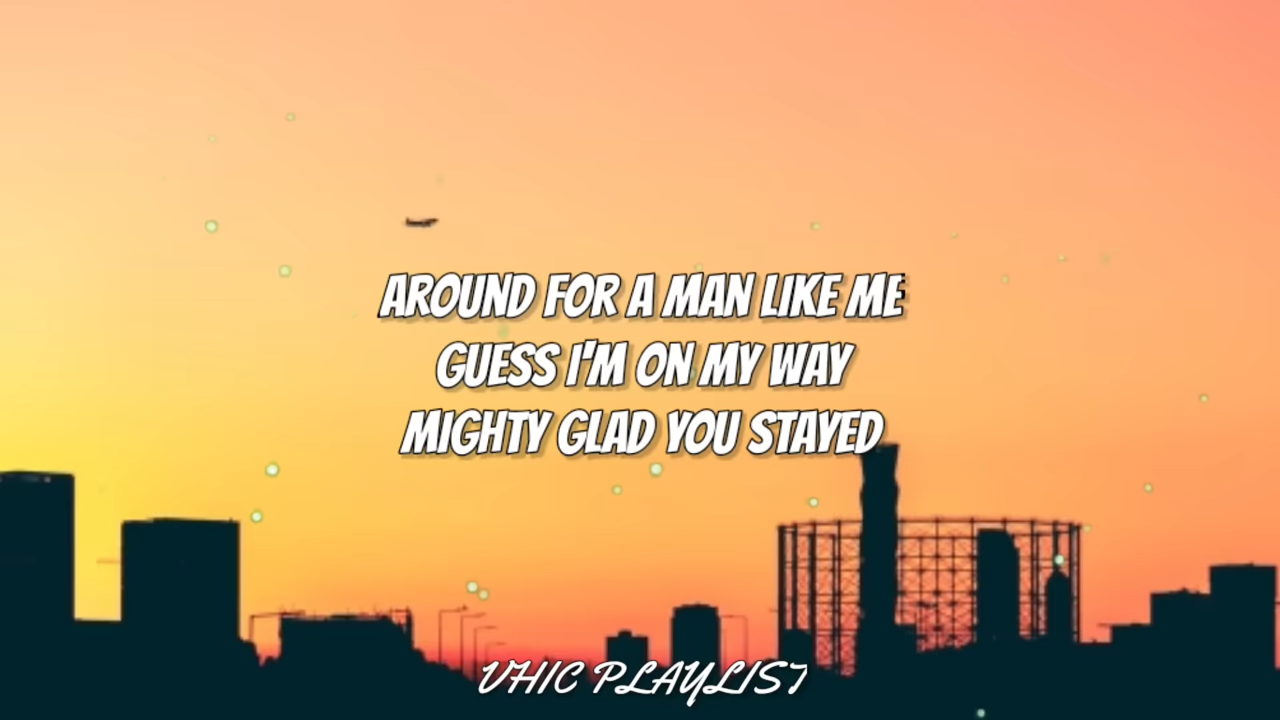 AROUND FOR A MAN LIKE ME
GUESS I'M ON MY WAY
MIGHTY GLAD YOU STAYED
VHIC PLAYLIST